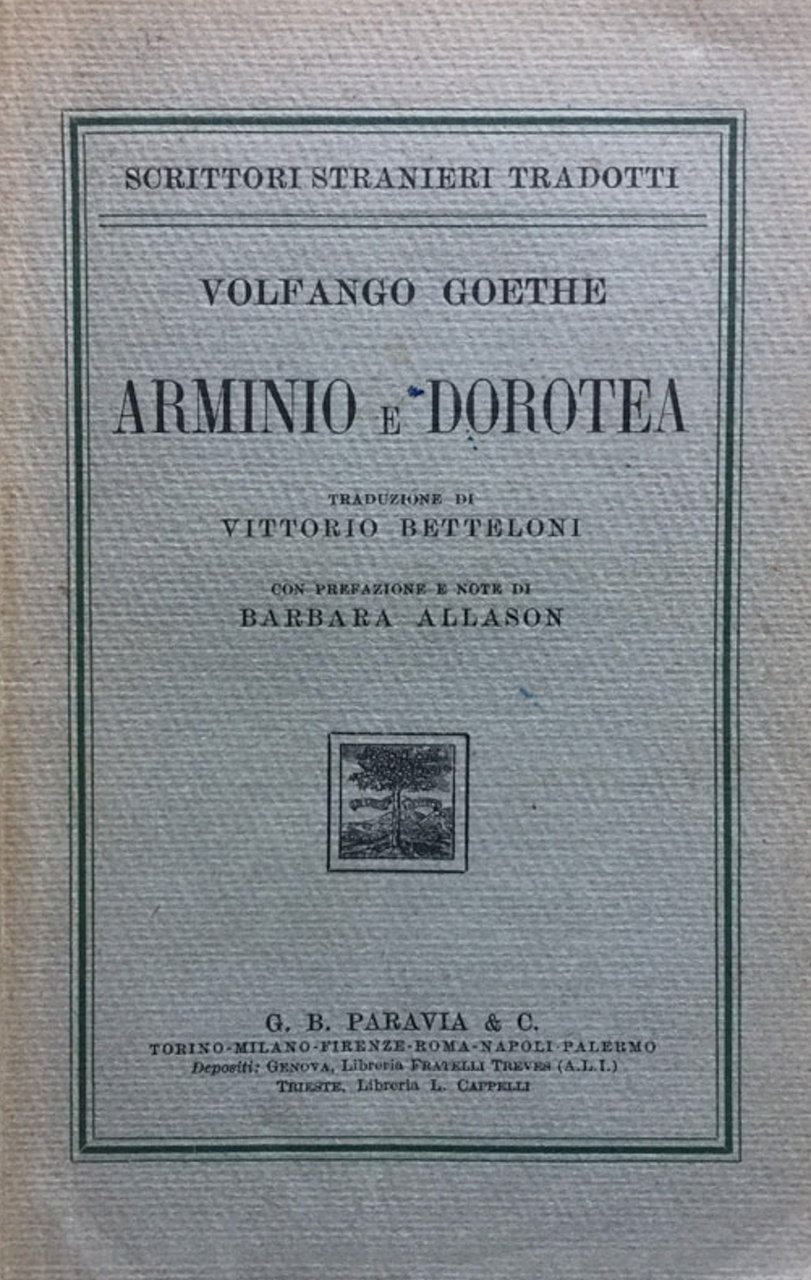 SCRITTORI STRANIERI TRADOTTI
VOLFANGO GOETHE
ARMINIO E DOROTEA
TRADUZIONE DI
VITTORIO BETTELONI
CON PREFAZIONE E NOTE DI
BARBARA ALLASON
G. B. PARAVIA & C.
TORINO-MILANO-FIRENZE-ROMA-NAPOLI-PALERMO
Depositi: GENOVA, Libreria FRATELLI TREVES (A.L.I.)
TRIESTE, Libreria L. CAPPELLI